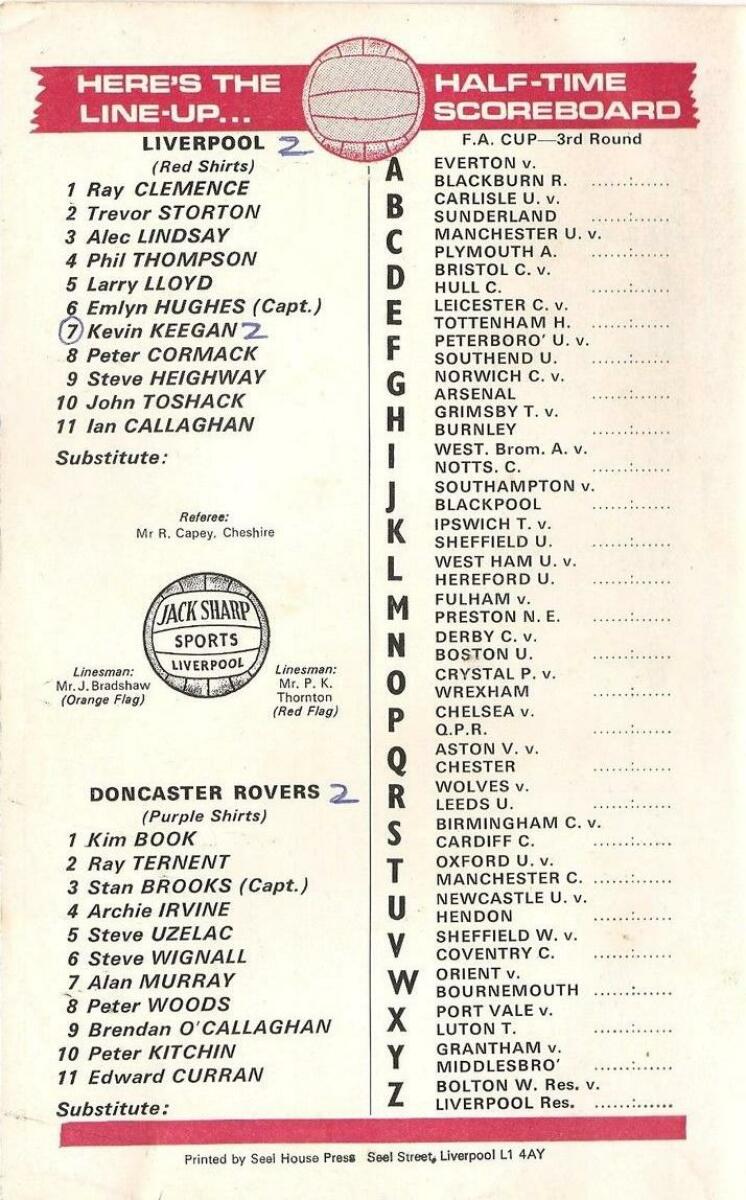 HERE'S THE
LINE-UP...
LIVERPOOL 2
(Red Shirts)
1 Ray CLEMENCE
2 Trevor STORTON
3 Alec LINDSAY
4 Phil THOMPSON
5 Larry LLOYD
6 Emlyn HUGHES (Capt.)
7 Kevin KEEGAN 2
8 Peter CORMACK
9 Steve HEIGHWAY
10 John TOSHACK
11 Ian CALLAGHAN
Substitute:
Referee:
Mr R. Capey, Cheshire
JACK SHARP
SPORTS
LIVERPOOL
Linesman:
Mr. J. Bradshaw
(Orange Flag)
Linesman:
Mr. P. K.
Thornton
(Red Flag)
DONCASTER ROVERS 2
(Purple Shirts)
1 Kim BOOK
2 Ray TERNENT
3 Stan BROOKS (Capt.)
4 Archie IRVINE
5 Steve UZELAC
6 Steve WIGNALL
7 Alan MURRAY
8 Peter WOODS
9 Brendan O'CALLAGHAN
10 Peter KITCHIN
11 Edward CURRAN
Substitute:
HALF-TIME
SCOREBOARD
F.A. CUP—3rd Round
A EVERTON v.
BLACKBURN R. ......:......
B CARLISLE U. v.
SUNDERLAND ......:......
C MANCHESTER U. v.
PLYMOUTH A. ......:......
D BRISTOL C. v.
HULL C. ......:......
E LEICESTER C. v.
TOTTENHAM H. ......:......
F PETERBORO' U. v.
SOUTHEND U. ......:......
G NORWICH C. v.
ARSENAL ......:......
H GRIMSBY T. v.
BURNLEY ......:......
I WEST. Brom. A. v.
NOTTS. C. ......:......
J SOUTHAMPTON v.
BLACKPOOL ......:......
K IPSWICH T. v.
SHEFFIELD U. ......:......
L WEST HAM U. v.
HEREFORD U. ......:......
M FULHAM v.
PRESTON N. E. ......:......
N DERBY C. v.
BOSTON U. ......:......
O CRYSTAL P. v.
WREXHAM ......:......
P CHELSEA v.
Q.P.R. ......:......
Q ASTON V. v.
CHESTER ......:......
R WOLVES v.
LEEDS U. ......:......
S BIRMINGHAM C. v.
CARDIFF C. ......:......
T OXFORD U. v.
MANCHESTER C. ......:......
U NEWCASTLE U. v.
HENDON ......:......
V SHEFFIELD W. v.
COVENTRY C. ......:......
W ORIENT v.
BOURNEMOUTH ......:......
X PORT VALE v.
LUTON T. ......:......
Y GRANTHAM v.
MIDDLESBRO' ......:......
Z BOLTON W. Res. v.
LIVERPOOL Res. ......:......
Printed by Seel House Press Seel Street, Liverpool L1 4AY